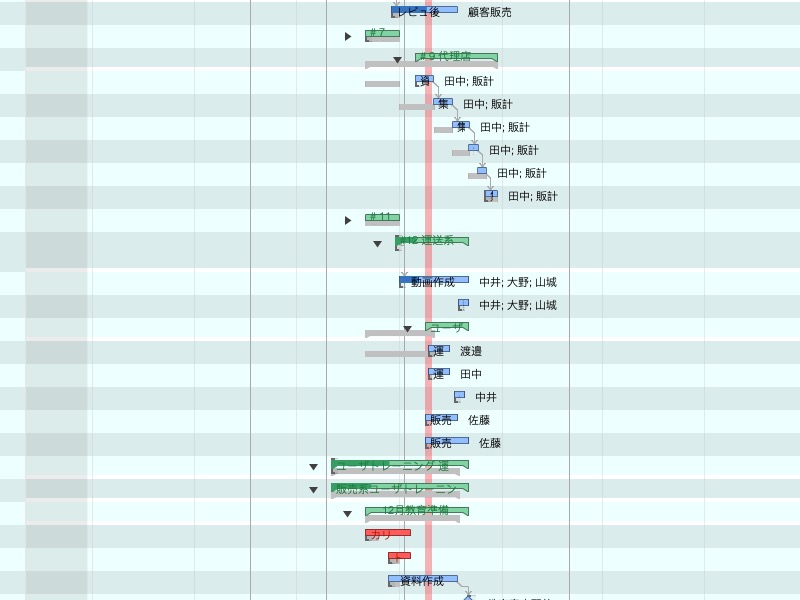 レビュ後 顧客販売
#7
#9 代理店
資 田中; 販計
集 田中; 販計
集 田中; 販計
田中; 販計
田中; 販計
田中; 販計
#11
#12 運送系
動画作成 中井; 大野; 山城
中井; 大野; 山城
ユーザ
運 渡邉
運 田中
中井
販売 佐藤
販売 佐藤
ユーザトレーニング 運
販売系ユーザトレーニン
12月教育準備
カリ
ト
資料作成